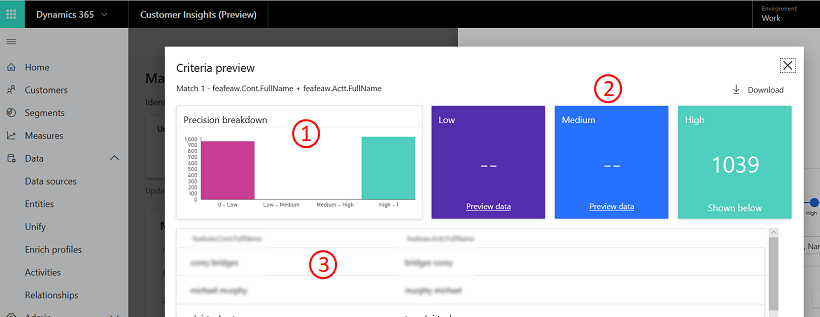 Dynamics 365
Customer Insights (Preview)
Environment
Work
Home
Customers
Segments
Measures
Data
Data sources
Entities
Unify
Enrich profiles
Activities
Relationships
Criteria preview
Match 1 - feafeaw.Cont.FullName + feafeaw.Actt.FullName
Download
Precision breakdown
1
1,000
900
800
700
600
500
400
300
200
100
0
0 - Low
Low - Medium
Medium - High
High - 1
2
Low
--
Preview data
Medium
--
Preview data
High
1039
Shown below
feafeaw.Cont.FullName
feafeaw.Actt.FullName
3
corey bridges
bridges corey
michael murphy
murphy michael
High